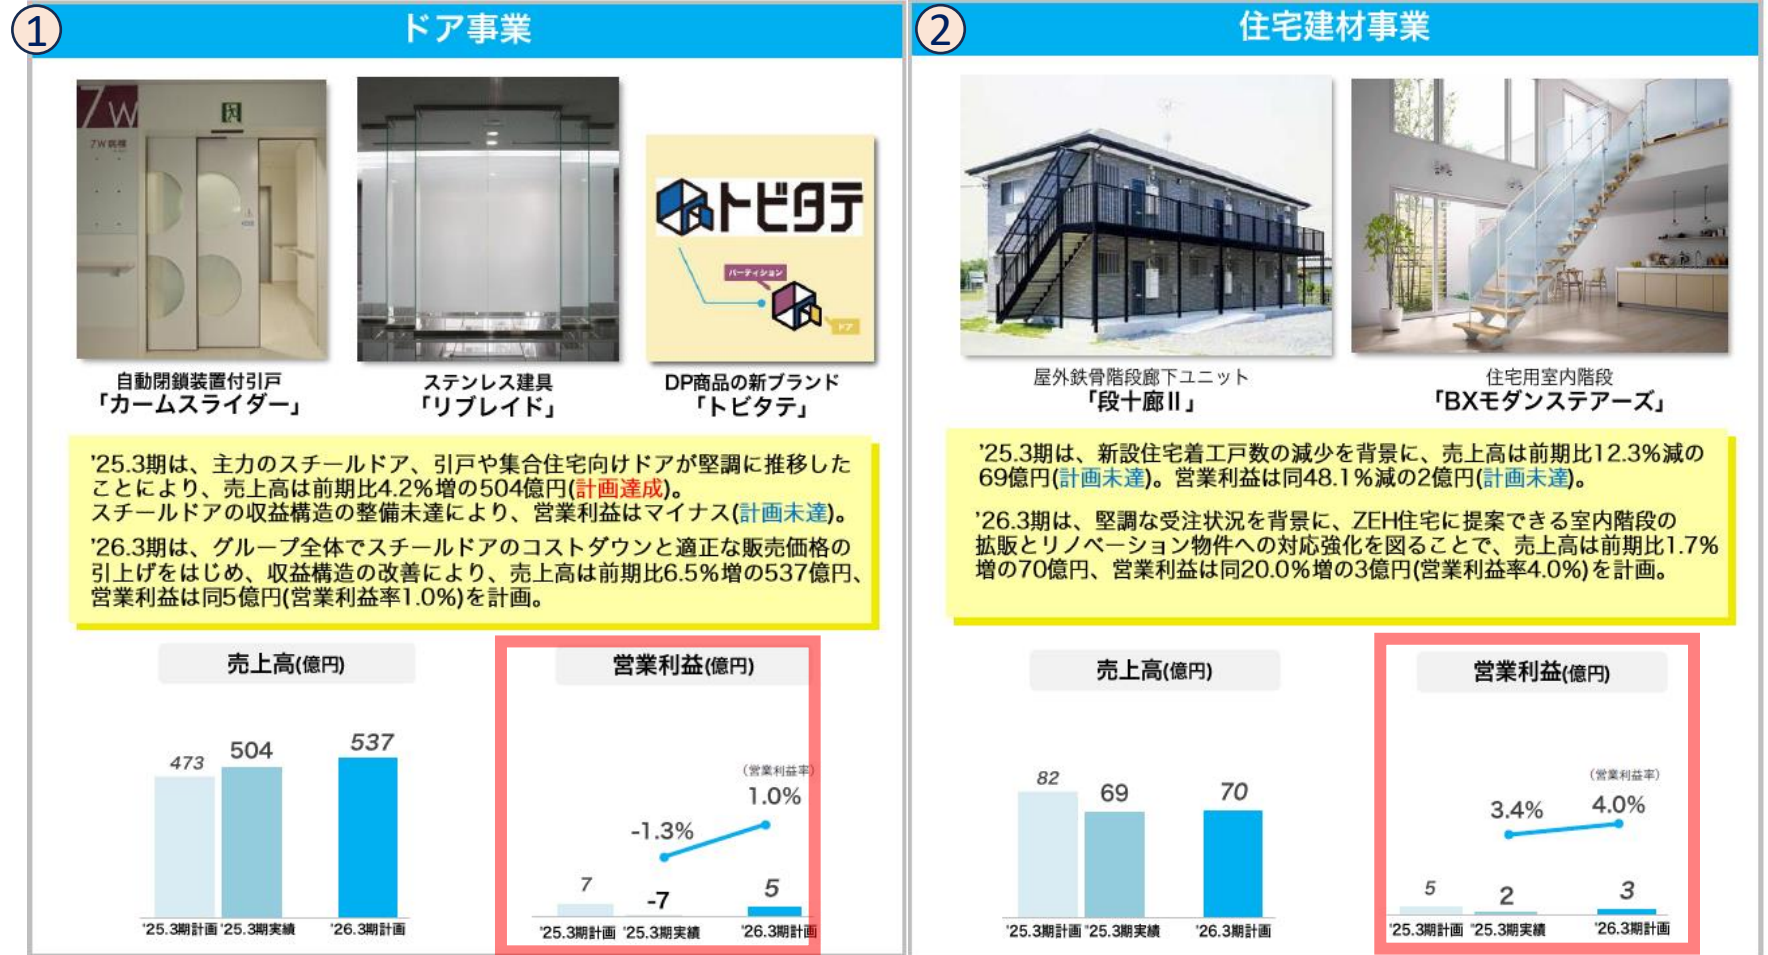 ①
ドア事業
7W
7W病棟
トビタテ
パーティション
ドア
自動閉鎖装置付引戸
「カームスライダー」
ステンレス建具
「リブレイド」
DP商品の新ブランド
「トビタテ」
'25.3期は、主力のスチールドア、引戸や集合住宅向けドアが堅調に推移した
ことにより、売上高は前期比4.2%増の504億円(計画達成)。
スチールドアの収益構造の整備未達により、営業利益はマイナス(計画未達)。
'26.3期は、グループ全体でスチールドアのコストダウンと適正な販売価格の
引上げをはじめ、収益構造の改善により、売上高は前期比6.5%増の537億円、
営業利益は同5億円(営業利益率1.0%)を計画。
売上高(億円)
473
504
537
'25.3期計画
'25.3期実績
'26.3期計画
営業利益(億円)
(営業利益率)
1.0%
-1.3%
7
-7
5
'25.3期計画
'25.3期実績
'26.3期計画
②
住宅建材事業
屋外鉄骨階段廊下ユニット
「段十廊Ⅱ」
住宅用室内階段
「BXモダンステアーズ」
'25.3期は、新設住宅着工戸数の減少を背景に、売上高は前期比12.3%減の
69億円(計画未達)。営業利益は同48.1%減の2億円(計画未達)。
'26.3期は、堅調な受注状況を背景に、ZEH住宅に提案できる室内階段の
拡販とリノベーション物件への対応強化を図ることで、売上高は前期比1.7%
増の70億円、営業利益は同20.0%増の3億円(営業利益率4.0%)を計画。
売上高(億円)
82
69
70
'25.3期計画
'25.3期実績
'26.3期計画
営業利益(億円)
(営業利益率)
3.4%
4.0%
5
2
3
'25.3期計画
'25.3期実績
'26.3期計画